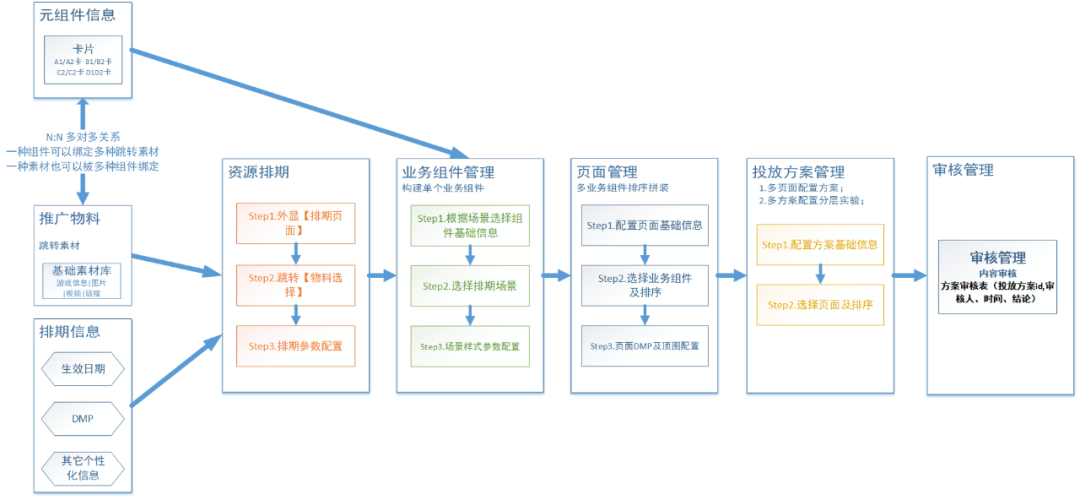 元组件信息
卡片
A1/A2卡 B1/B2卡
C2/C2卡 D1D2卡
N:N 多对多关系
一种组件可以绑定多种跳转素材
一种素材也可以被多种组件绑定
推广物料
跳转素材
基础素材库
游戏信息|图片
|视频|链接
排期信息
生效日期
DMP
其它个性
化信息
资源排期
Step1.外显【排期页
面】
Step2.跳转【物料选
择】
Step3.排期参数配置
业务组件管理
构建单个业务组件
Step1.根据场景选择组
件基础信息
Step2.选择排期场景
Step3.场景样式参数配置
页面管理
多业务组件排序拼装
Step1.配置页面基础信息
Step2.选择业务组件
及排序
Step3.页面DMP及顶图配置
投放方案管理
1.多页面配置方案；
2.多方案配置分层实验；
Step1.配置方案基础信息
Step2.选择页面及排序
审核管理
审核管理
内容审核
方案审核表（投放方案id,审
核人、时间、结论）